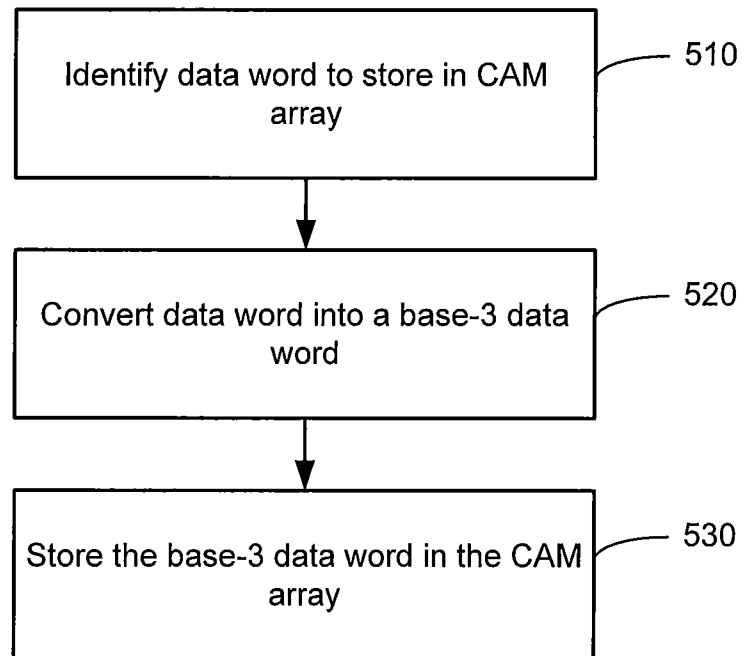 Identify data word to store in CAM
array
510
Convert data word into a base-3 data
word
520
Store the base-3 data word in the CAM
array
530